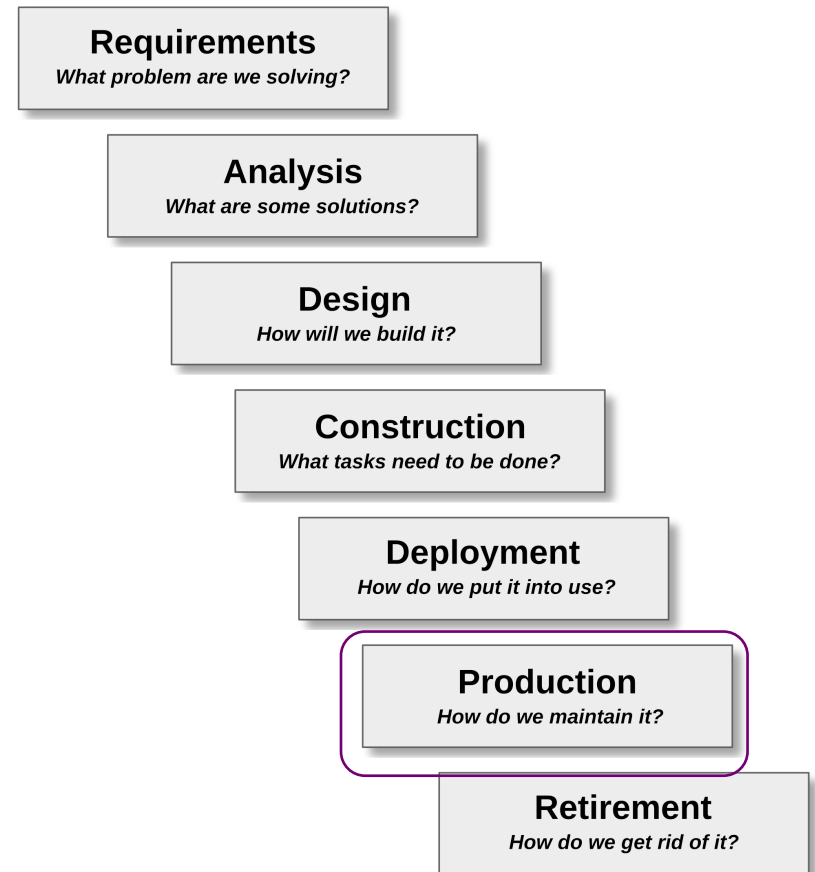 Requirements
What problem are we solving?
Analysis
What are some solutions?
Design
How will we build it?
Construction
What tasks need to be done?
Deployment
How do we put it into use?
Production
How do we maintain it?
Retirement
How do we get rid of it?